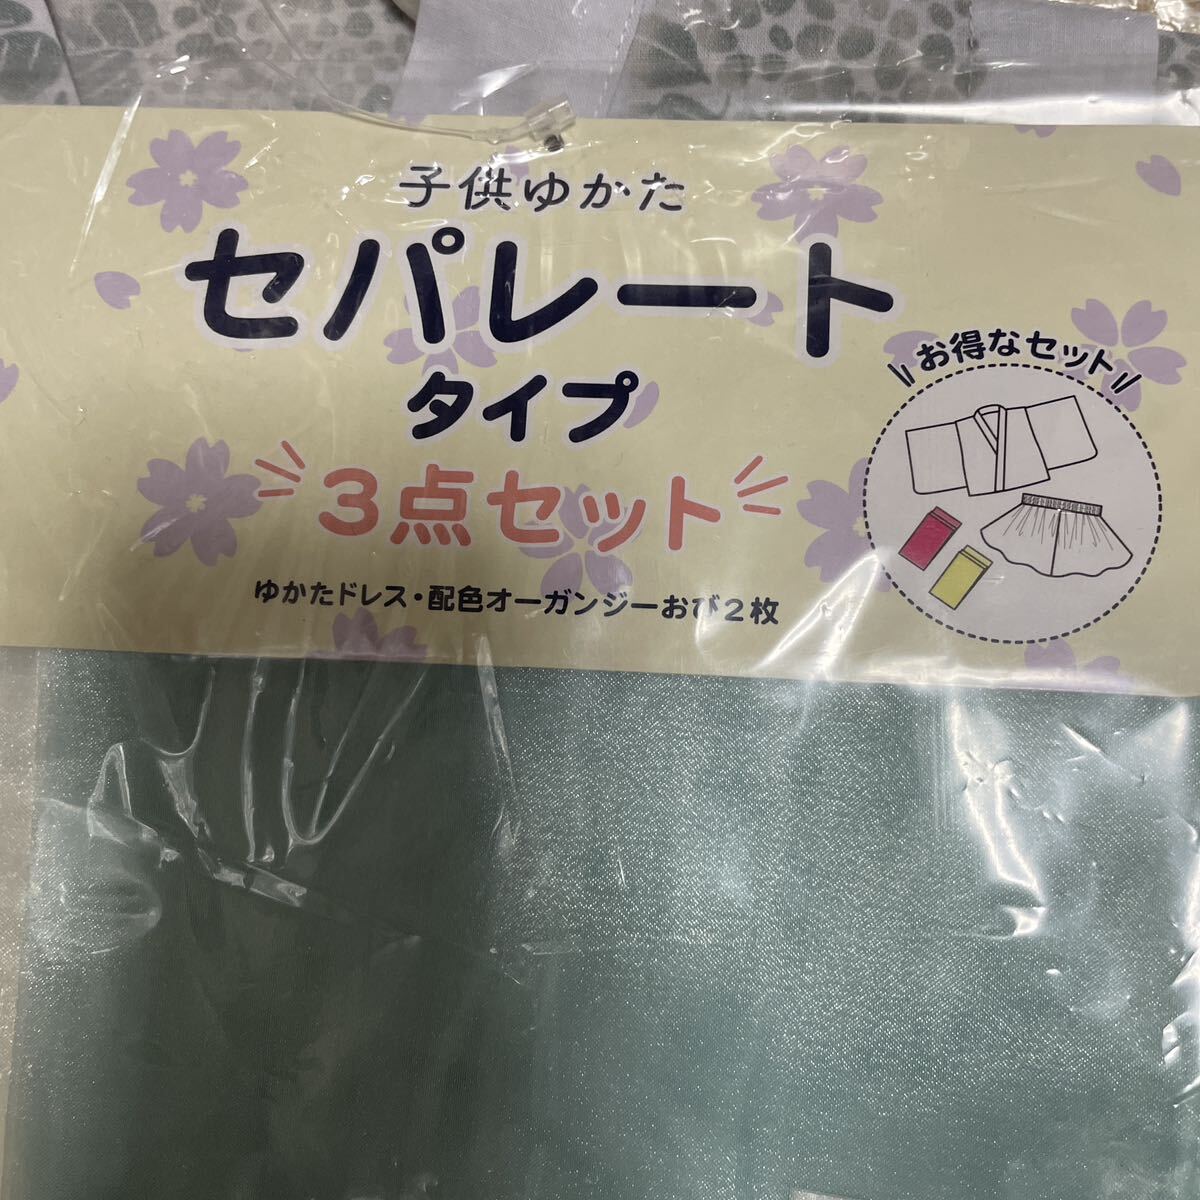 子供ゆかた
セパレート
タイプ
3点セット
ゆかたドレス・配色オーガンジーおび2枚
お得なセット